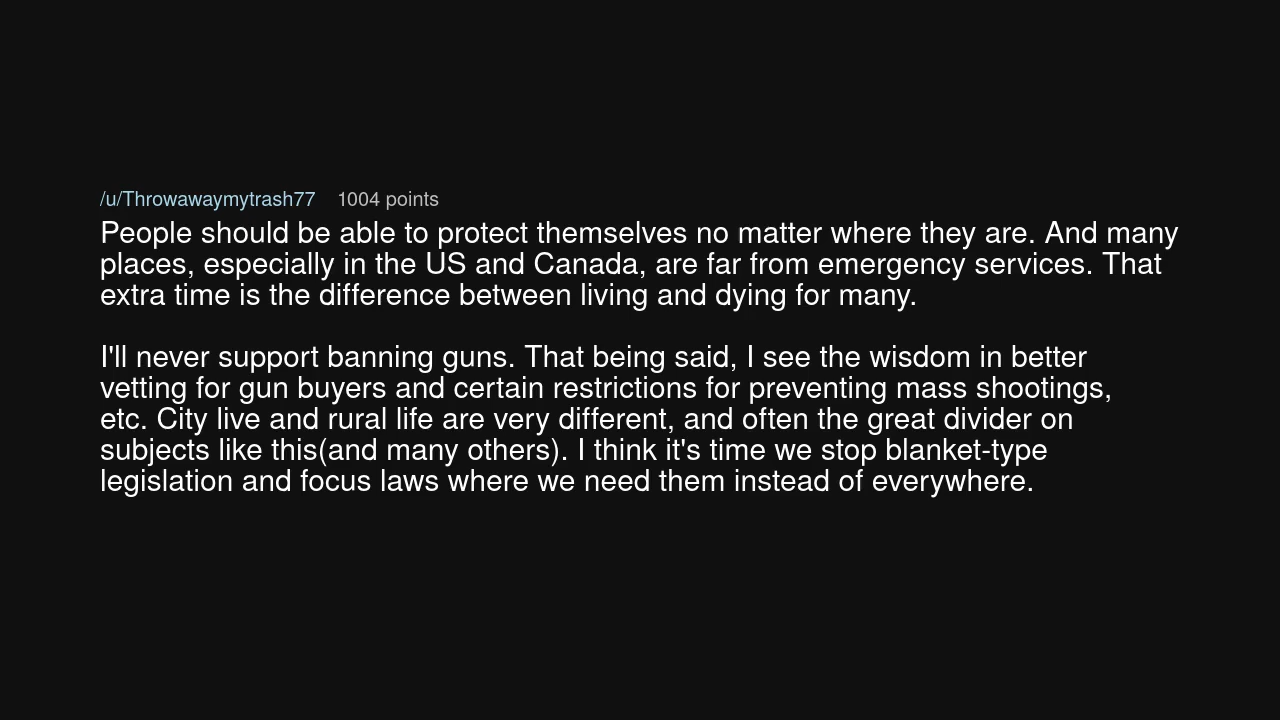 /u/Throwawaymytrash77 1004 points
People should be able to protect themselves no matter where they are. And many
places, especially in the US and Canada, are far from emergency services. That
extra time is the difference between living and dying for many.
I'll never support banning guns. That being said, I see the wisdom in better
vetting for gun buyers and certain restrictions for preventing mass shootings,
etc. City live and rural life are very different, and often the great divider on
subjects like this(and many others). I think it's time we stop blanket-type
legislation and focus laws where we need them instead of everywhere.